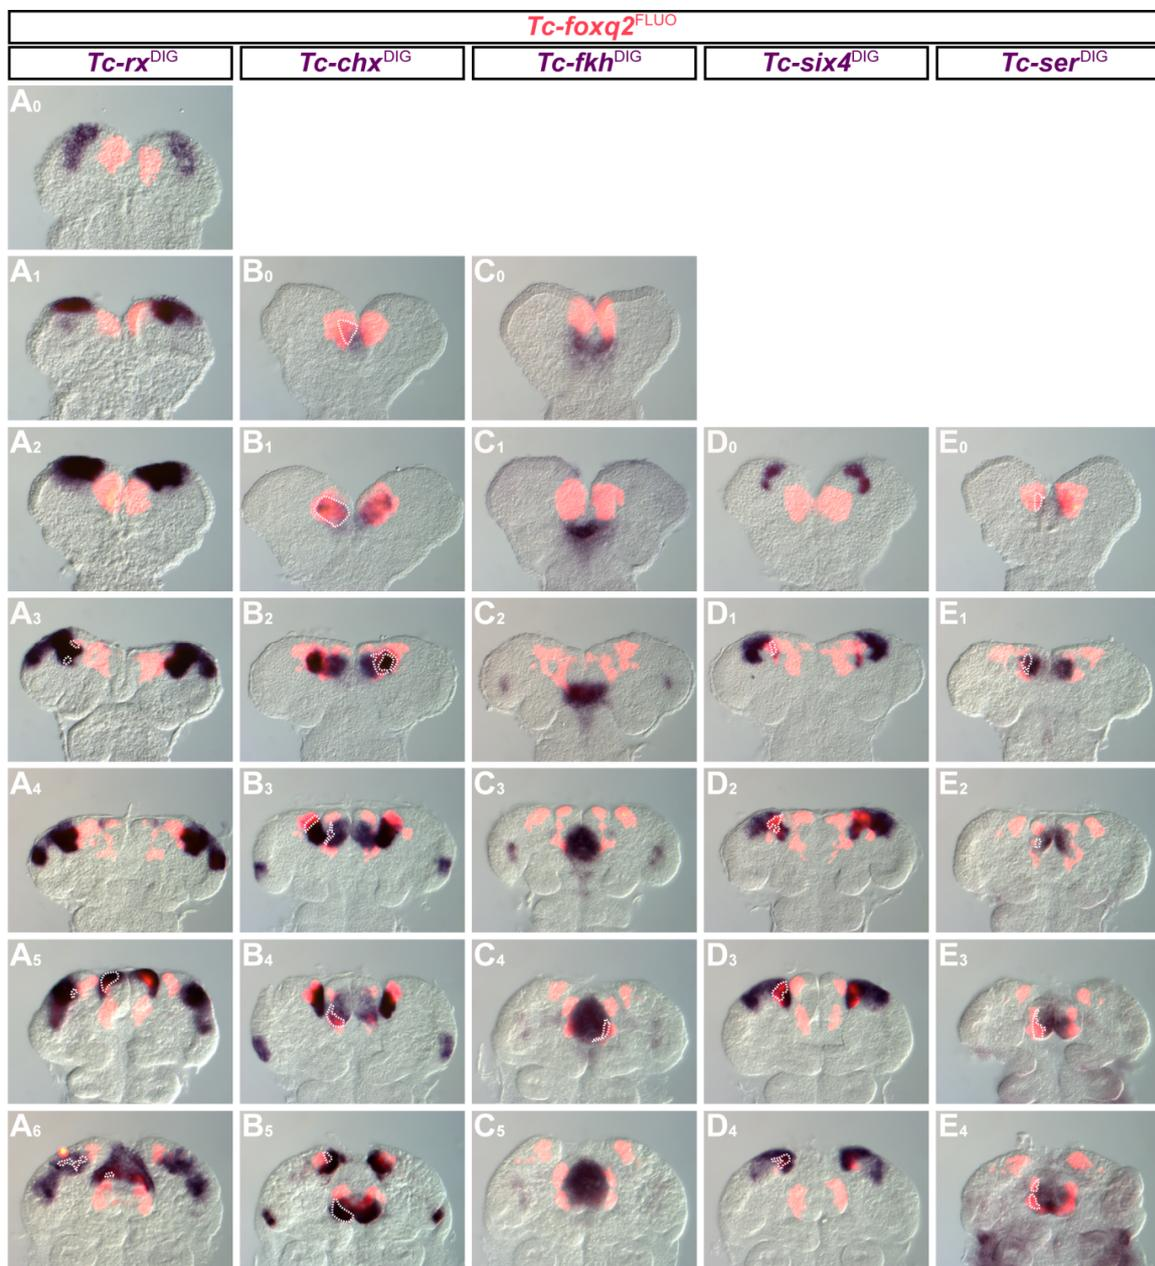 Tc-foxq2FLUO
Tc-rxDIG Tc-chxDIG Tc-fkhDIG Tc-six4DIG Tc-serDIG
A0
A1 B0 C0
A2 B1 C1 D0 E0
A3 B2 C2 D1 E1
A4 B3 C3 D2 E2
A5 B4 C4 D3 E3
A6 B5 C5 D4 E4